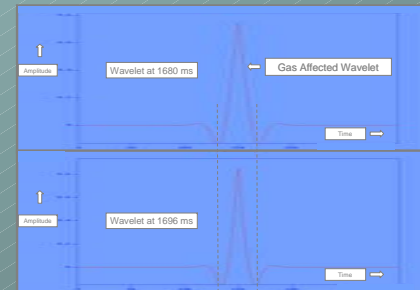 Amplitude
Wavelet at 1680 ms
Gas Affected Wavelet
Time
Amplitude
Wavelet at 1696 ms
Time